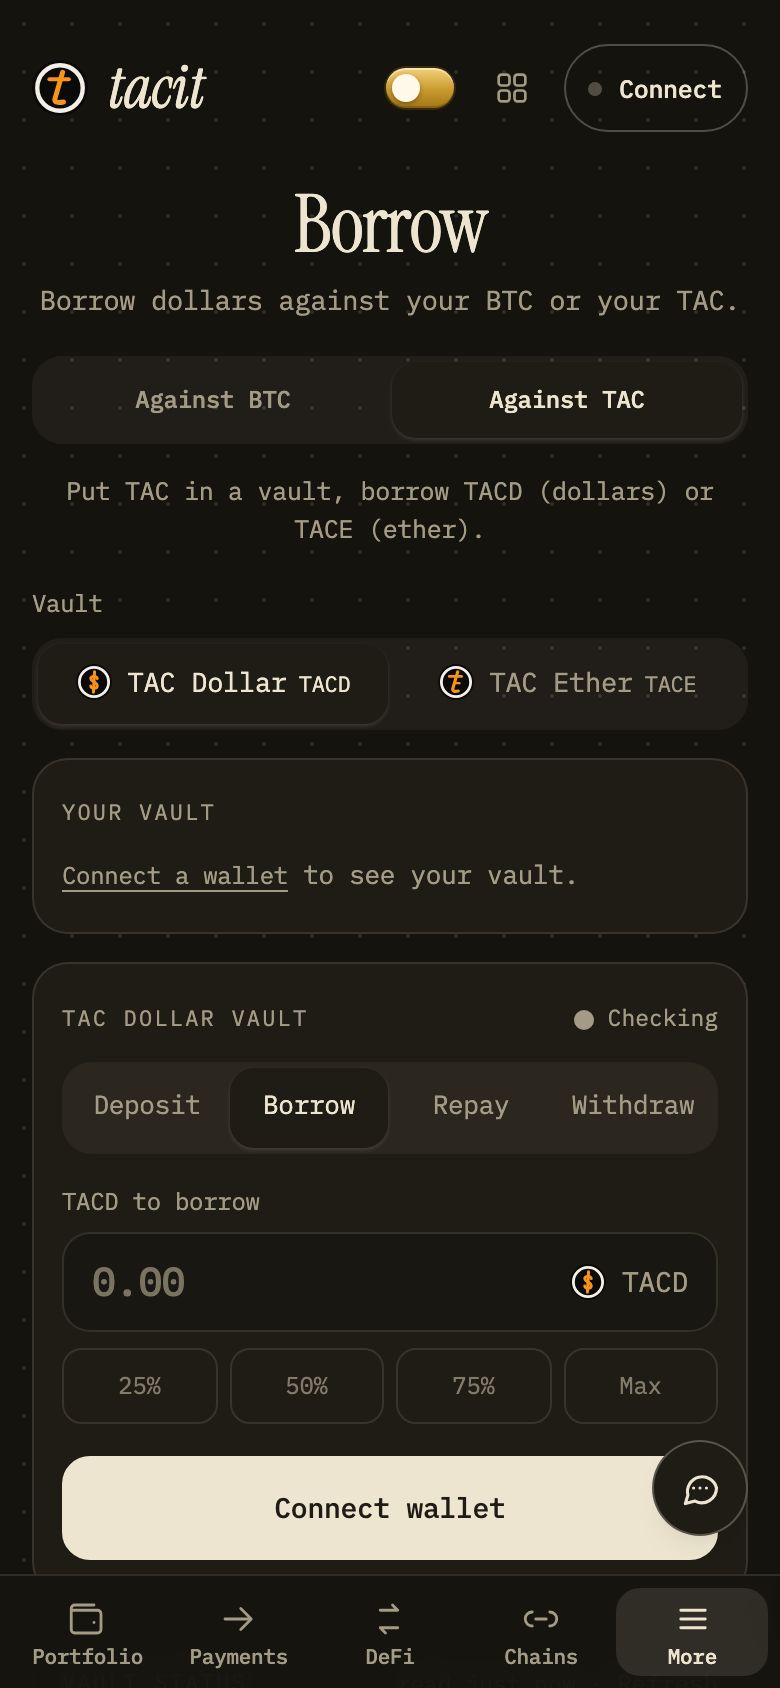 tacit
Connect
Borrow
Borrow dollars against your BTC or your TAC.
Against BTC
Against TAC
Put TAC in a vault, borrow TACD (dollars) or
TACE (ether).
Vault
TAC Dollar TACD
TAC Ether TACE
YOUR VAULT
Connect a wallet to see your vault.
TAC DOLLAR VAULT
Checking
Deposit
Borrow
Repay
Withdraw
TACD to borrow
0.00
TACD
25%
50%
75%
Max
Connect wallet
Portfolio
Payments
DeFi
Chains
More